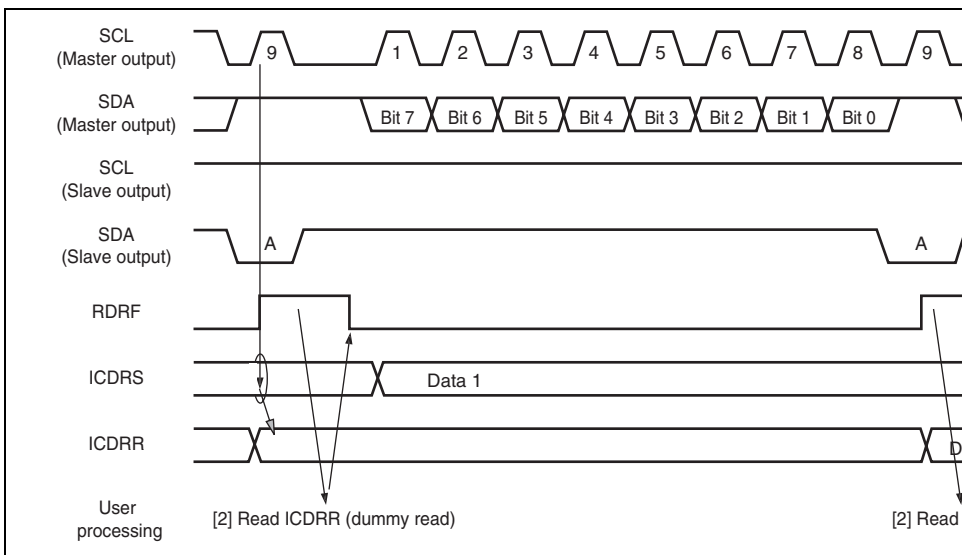 SCL
(Master output)
9 1 2 3 4 5 6 7 8 9
SDA
(Master output)
Bit 7 Bit 6 Bit 5 Bit 4 Bit 3 Bit 2 Bit 1 Bit 0
SCL
(Slave output)
SDA
(Slave output)
A A
RDRF
ICDRS
Data 1
ICDRR
D
User
processing
[2] Read ICDRR (dummy read) [2] Read